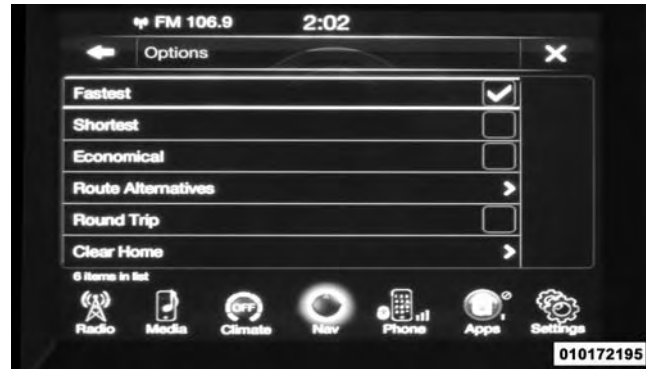 FM 106.9 2:02
Options
Fastest
Shortest
Economical
Route Alternatives
Round Trip
Clear Home
6 items in list
OFF
Radio Media Climate Nav Phone Apps Settings
010172195